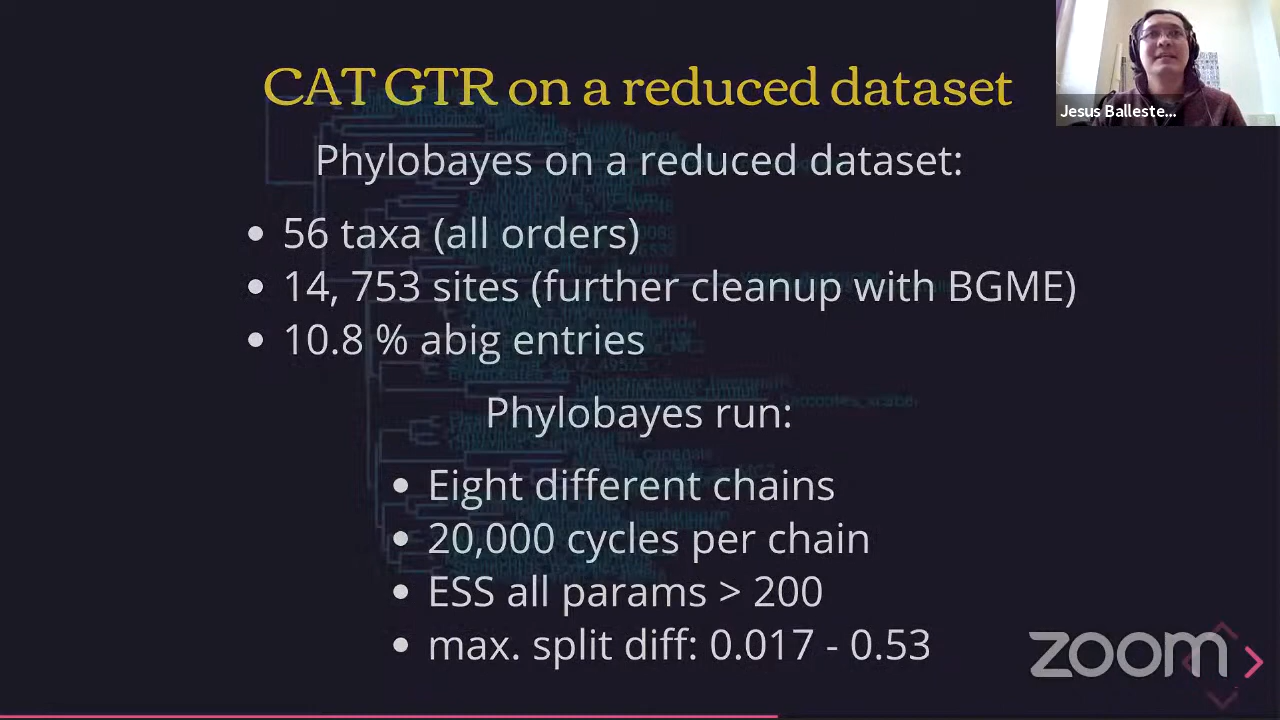 CAT GTR on a reduced dataset
Jesus Balleste...
Phylobayes on a reduced dataset:
• 56 taxa (all orders)
• 14, 753 sites (further cleanup with BGME)
• 10.8 % abig entries
Phylobayes run:
• Eight different chains
• 20,000 cycles per chain
• ESS all params > 200
• max. split diff: 0.017 - 0.53
zoom